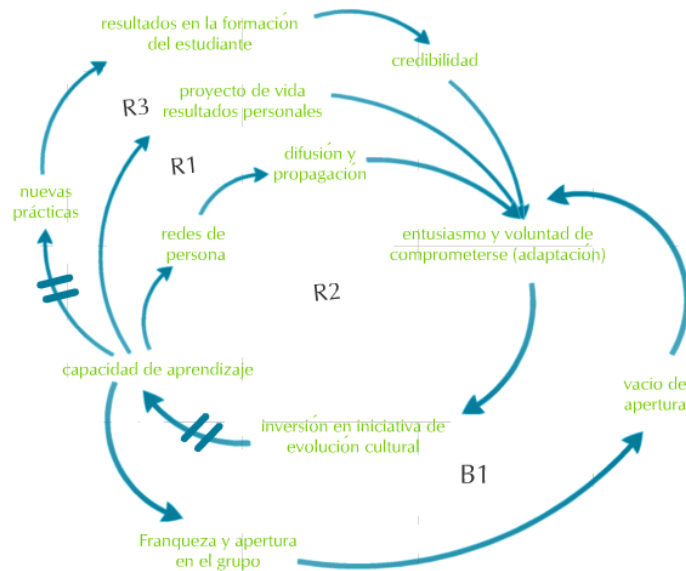 resultados en la formación
del estudiante
credibilidad
R3
proyecto de vida
resultados personales
R1
difusión y
propagación
nuevas
prácticas
redes de
persona
entusiasmo y voluntad de
comprometerse (adaptación)
R2
capacidad de aprendizaje
vacio de
apertura
inversión en iniciativa de
evolución cultural
B1
Franqueza y apertura
en el grupo